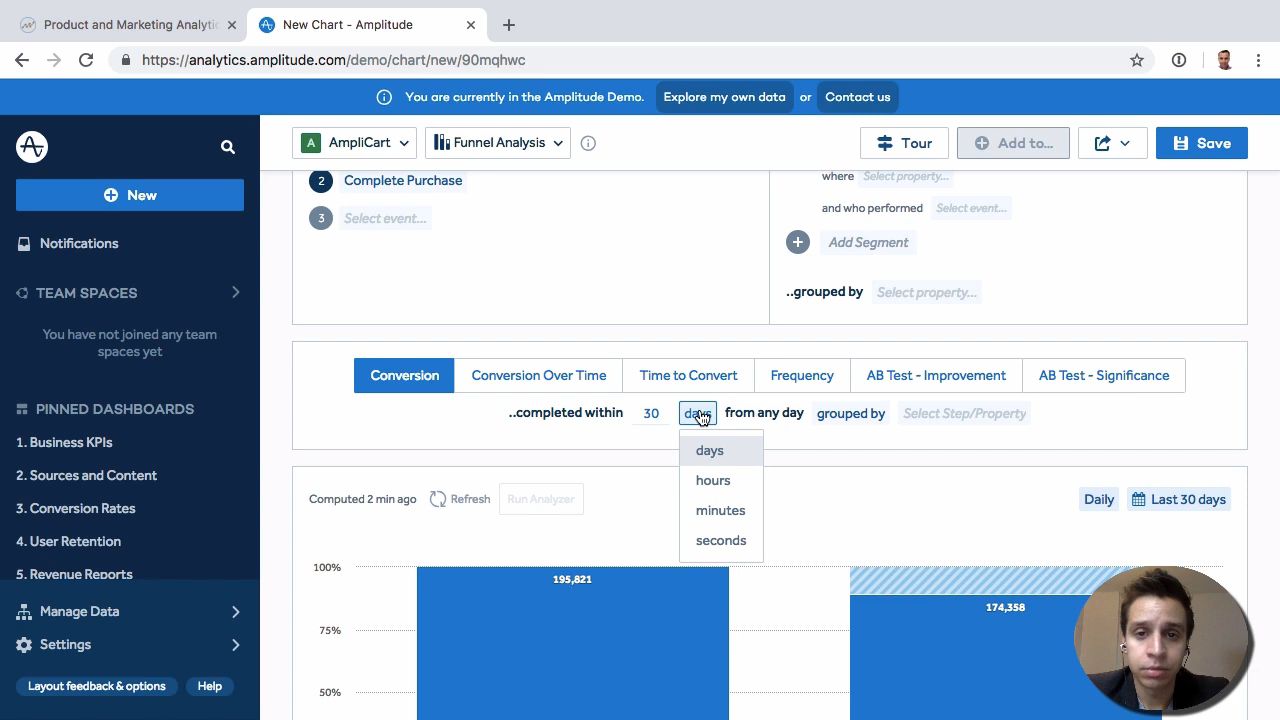 Product and Marketing Analytic
New Chart - Amplitude
https://analytics.amplitude.com/demo/chart/new/90mqhwc
You are currently in the Amplitude Demo. Explore my own data or Contact us
A AmpliCart Funnel Analysis Tour Add to... Save
New
Notifications
TEAM SPACES
You have not joined any team
spaces yet
PINNED DASHBOARDS
1. Business KPIs
2. Sources and Content
3. Conversion Rates
4. User Retention
5. Revenue Reports
Manage Data
Settings
Layout feedback & options Help
2 Complete Purchase
3 Select event...
where Select property...
and who performed Select event...
Add Segment
..grouped by Select property...
Conversion Conversion Over Time Time to Convert Frequency AB Test - Improvement AB Test - Significance
..completed within 30 days from any day grouped by Select Step/Property
days
hours
minutes
seconds
Computed 2 min ago Refresh Run Analyzer Daily Last 30 days
100%
195,821
174,358
75%
50%